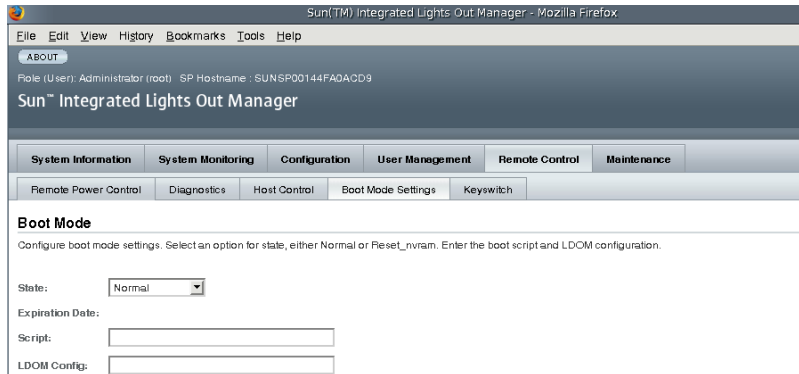 Sun(TM) Integrated Lights Out Manager - Mozilla Firefox
File Edit View History Bookmarks Tools Help
ABOUT
Role (User): Administrator (root) SP Hostname : SUNSP00144FA0ACD9
Sun™ Integrated Lights Out Manager
System Information System Monitoring Configuration User Management Remote Control Maintenance
Remote Power Control Diagnostics Host Control Boot Mode Settings Keyswitch
Boot Mode
Configure boot mode settings. Select an option for state, either Normal or Reset_nvram. Enter the boot script and LDOM configuration.
State: Normal
Expiration Date:
Script:
LDOM Config: